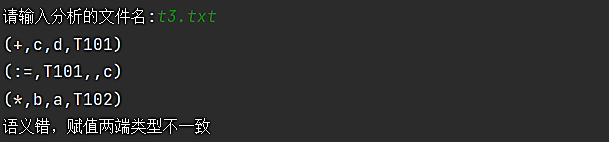 请输入分析的文件名:t3.txt
(+,c,d,T101)
(:=,T101,,c)
(*,b,a,T102)
语义错，赋值两端类型不一致